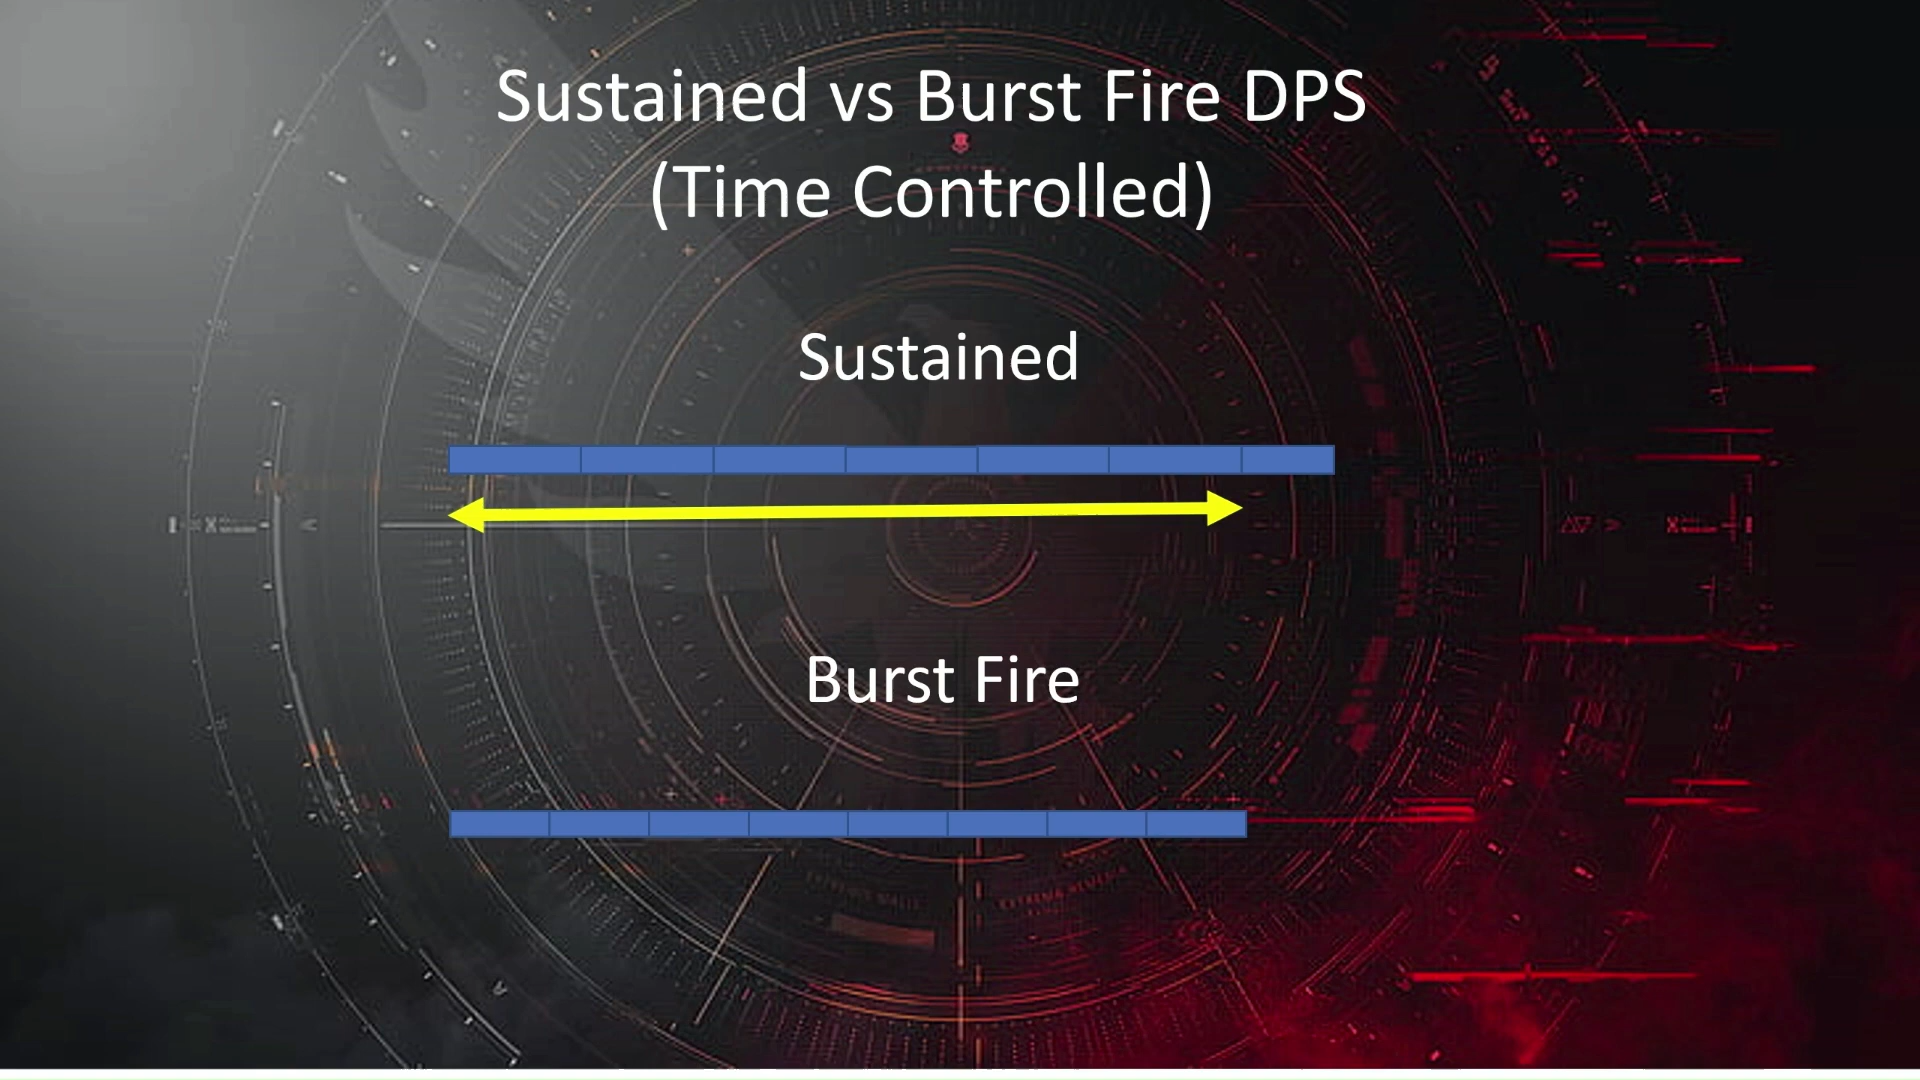 Sustained vs Burst Fire DPS
(Time Controlled)
Sustained
Burst Fire